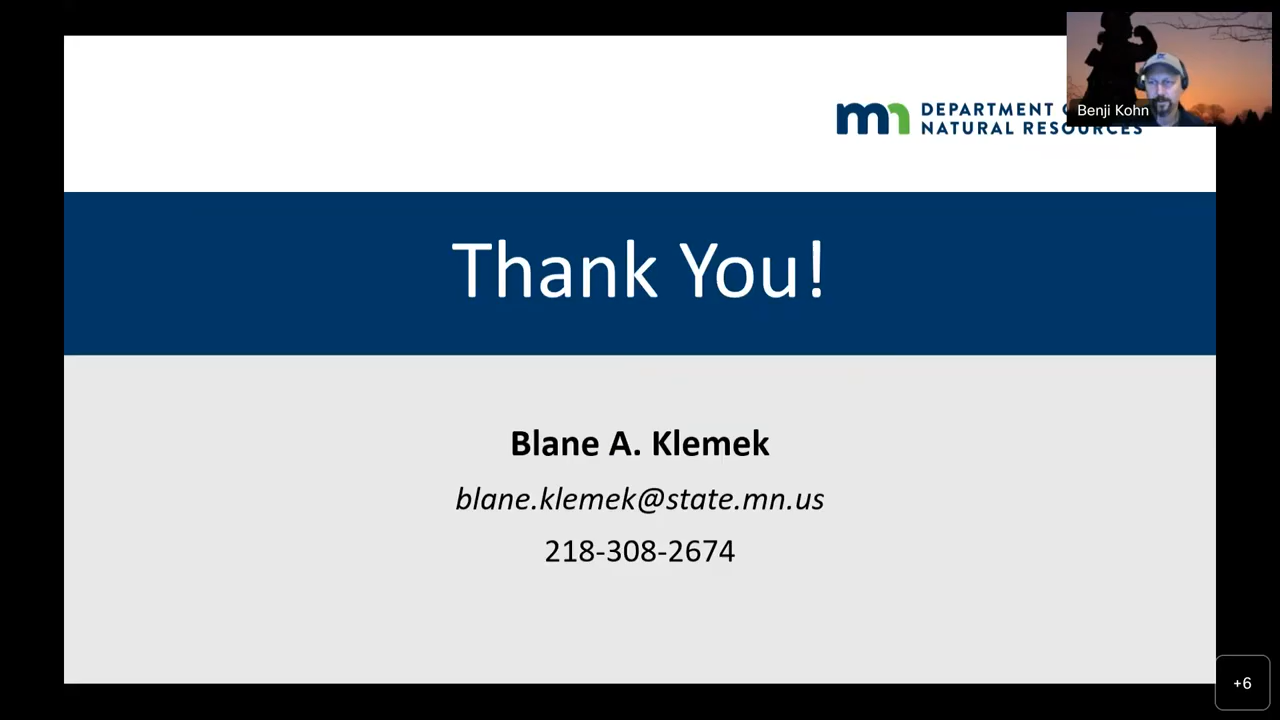 mn DEPARTMENT
NATURAL RESOURCES
Benji Kohn
Thank You!
Blane A. Klemek
blane.klemek@state.mn.us
218-308-2674
+6